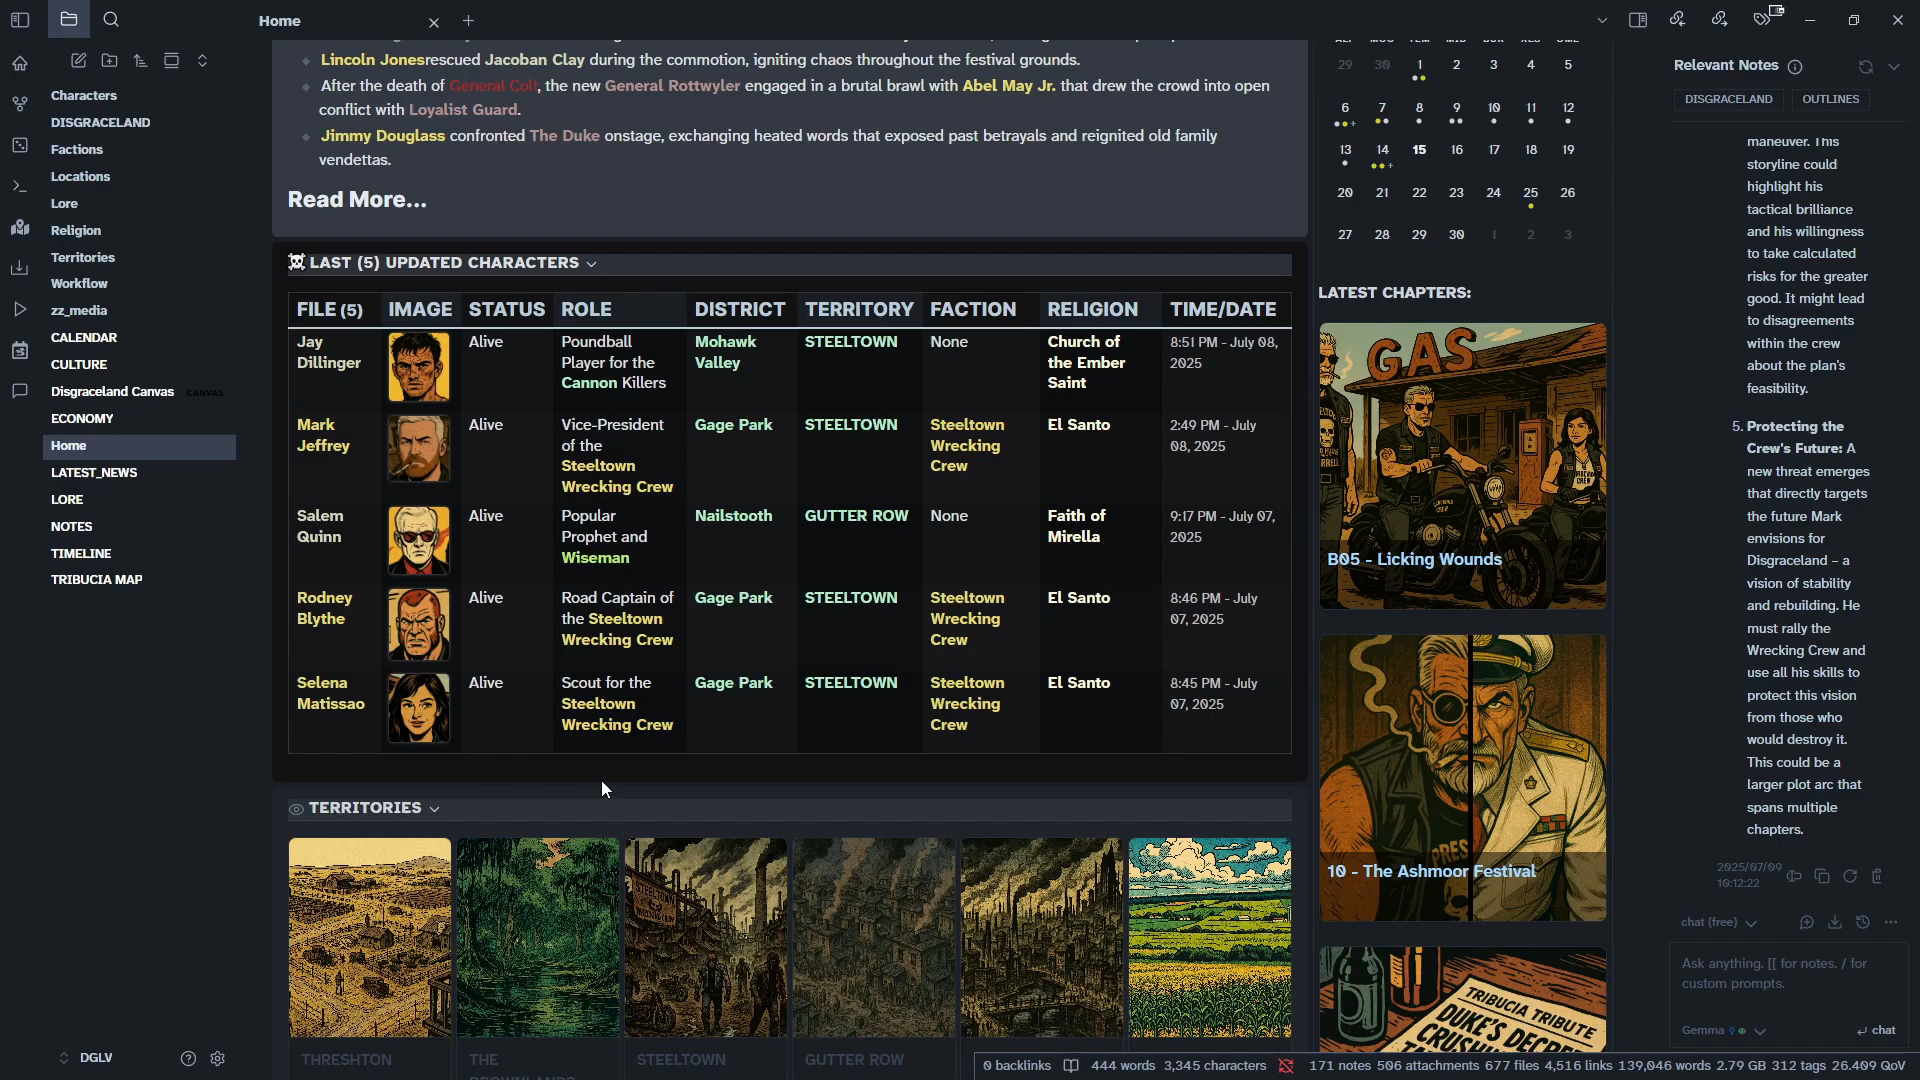 Home
Characters
DISGRACELAND
Factions
Locations
Lore
Religion
Territories
Workflow
zz_media
CALENDAR
CULTURE
Disgraceland Canvas CANVAS
ECONOMY
Home
LATEST_NEWS
LORE
NOTES
TIMELINE
TRIBUCIA MAP
DGLV
Lincoln Jonesrescued Jacoban Clay during the commotion, igniting chaos throughout the festival grounds.
After the death of General Colt, the new General Rottwyler engaged in a brutal brawl with Abel May Jr. that drew the crowd into open
conflict with Loyalist Guard.
Jimmy Douglass confronted The Duke onstage, exchanging heated words that exposed past betrayals and reignited old family
vendettas.
Read More...
LAST (5) UPDATED CHARACTERS
FILE (5) IMAGE STATUS ROLE DISTRICT TERRITORY FACTION RELIGION TIME/DATE
Jay Alive Poundball Mohawk STEELTOWN None Church of 8:51 PM - July 08,
Dillinger Player for the Valley the Ember 2025
Cannon Killers Saint
Mark Alive Vice-President Gage Park STEELTOWN Steeltown El Santo 2:49 PM - July
Jeffrey of the Wrecking 08, 2025
Steeltown Crew
Wrecking Crew
Salem Alive Popular Nailstooth GUTTER ROW None Faith of 9:17 PM - July 07,
Quinn Prophet and Mirella 2025
Wiseman
Rodney Alive Road Captain of Gage Park STEELTOWN Steeltown El Santo 8:46 PM - July
Blythe the Steeltown Wrecking 07, 2025
Wrecking Crew Crew
Selena Alive Scout for the Gage Park STEELTOWN Steeltown El Santo 8:45 PM - July
Matissao Steeltown Wrecking 07, 2025
Wrecking Crew Crew
TERRITORIES
STEELTOWN
THRESHTON
THE
STEELTOWN
GUTTER ROW
29 30 1 2 3 4 5
6 7 8 9 10 11 12
13 14 15 16 17 18 19
20 21 22 23 24 25 26
27 28 29 30 1 2 3
LATEST CHAPTERS:
GAS
B05 - Licking Wounds
PRES
10 - The Ashmoor Festival
TRIBUCIA TRIBUTE
DUKE'S DECREE
Relevant Notes
DISGRACELAND OUTLINES
maneuver. This
storyline could
highlight his
tactical brilliance
and his willingness
to take calculated
risks for the greater
good. It might lead
to disagreements
within the crew
about the plan's
feasibility.
5. Protecting the
Crew's Future: A
new threat emerges
that directly targets
the future Mark
envisions for
Disgraceland – a
vision of stability
and rebuilding. He
must rally the
Wrecking Crew and
use all his skills to
protect this vision
from those who
would destroy it.
This could be a
larger plot arc that
spans multiple
chapters.
2025/07/09
10:12:22
chat (free)
Ask anything. [[ for notes. / for
custom prompts.
Gemma
chat
0 backlinks 444 words 3,345 characters 171 notes 506 attachments 677 files 4,516 links 139,046 words 2.79 GB 312 tags 26.409 QoV